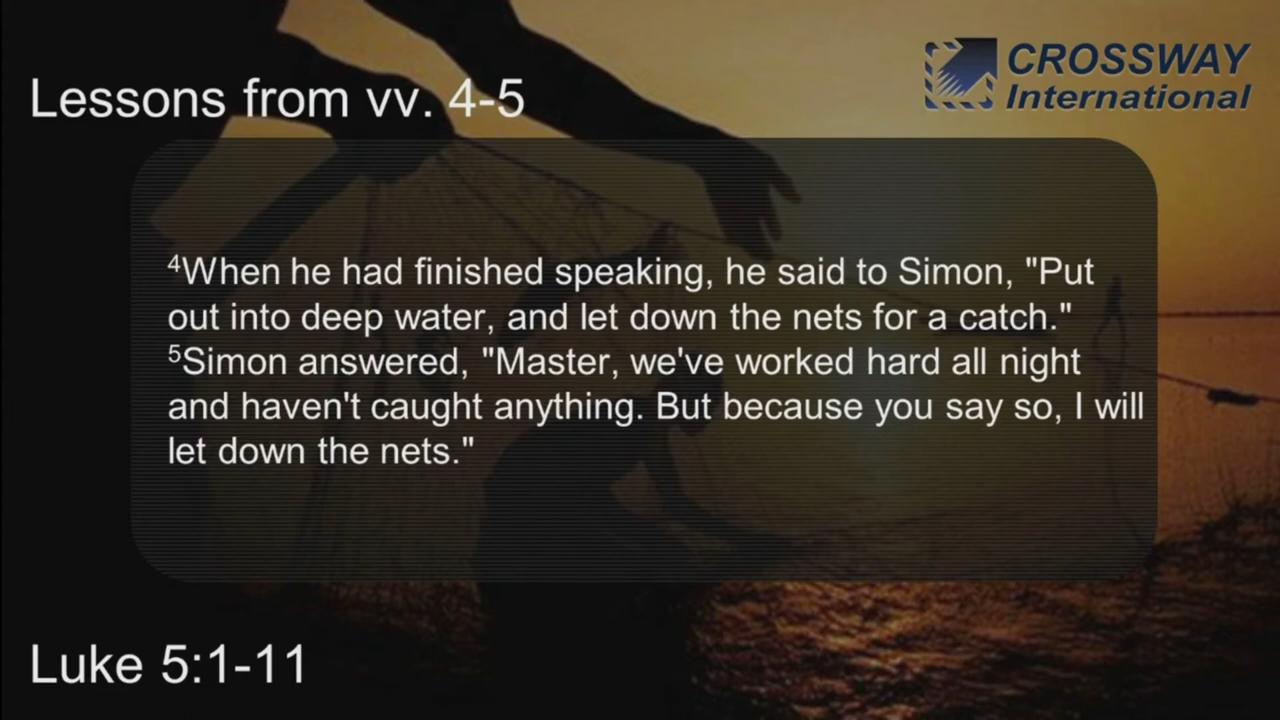 Lessons from vv. 4-5
CROSSWAY
International
⁴When he had finished speaking, he said to Simon, "Put
out into deep water, and let down the nets for a catch."
⁵Simon answered, "Master, we've worked hard all night
and haven't caught anything. But because you say so, I will
let down the nets."
Luke 5:1-11